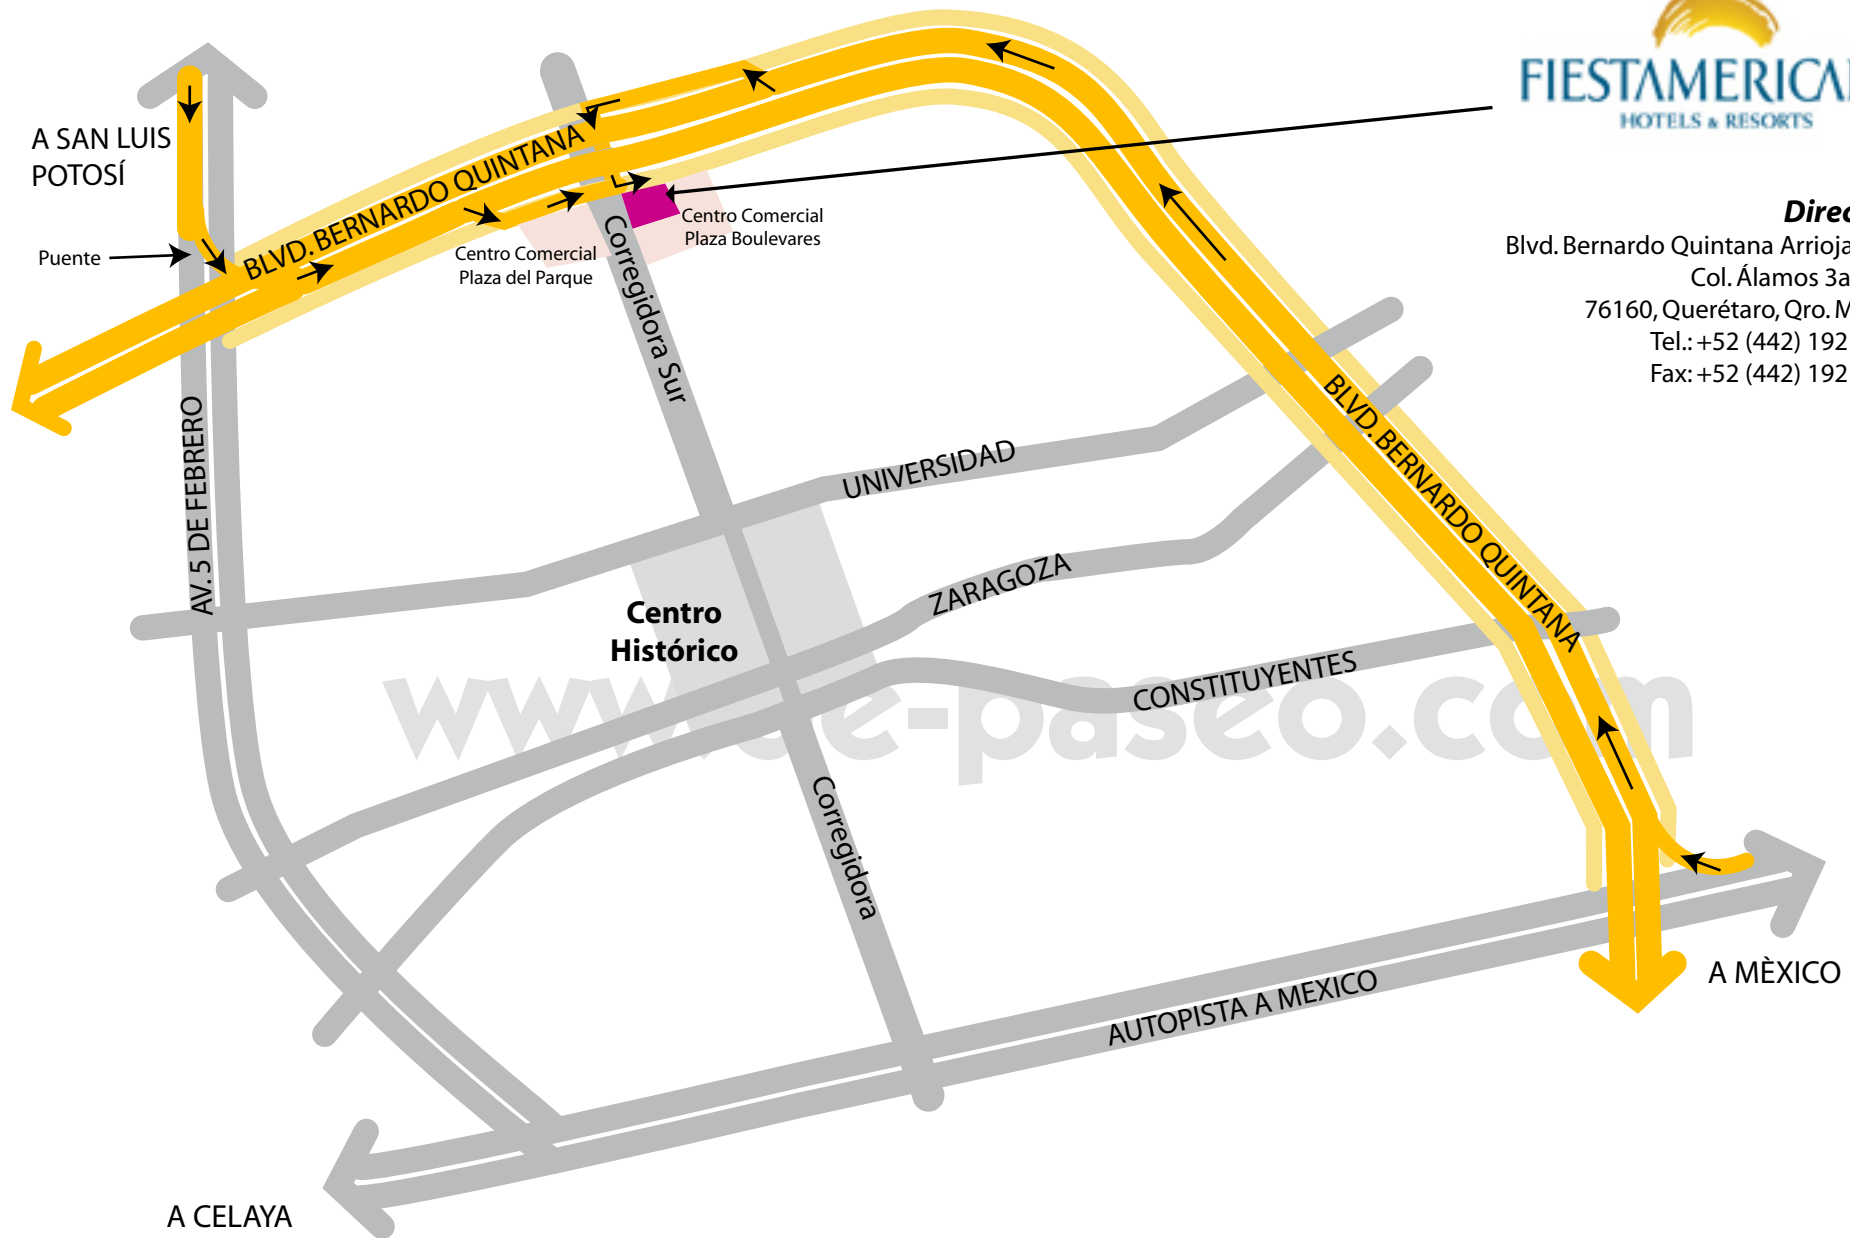 FIESTAMERICAN
HOTELS & RESORTS
A SAN LUIS
POTOSÍ
Puente
BLVD. BERNARDO QUINTANA
Centro Comercial
Plaza del Parque
Centro Comercial
Plaza Boulevares
Direc
Blvd. Bernardo Quintana Arrioja
Col. Álamos 3a
76160, Querétaro, Qro. M
Tel.: +52 (442) 192
Fax: +52 (442) 192
Corregidora Sur
AV. 5 DE FEBRERO
UNIVERSIDAD
BLVD. BERNARDO QUINTANA
ZARAGOZA
Centro
Histórico
CONSTITUYENTES
www.de-paseo.com
Corregidora
AUTOPISTA A MEXICO
A MÈXICO
A CELAYA